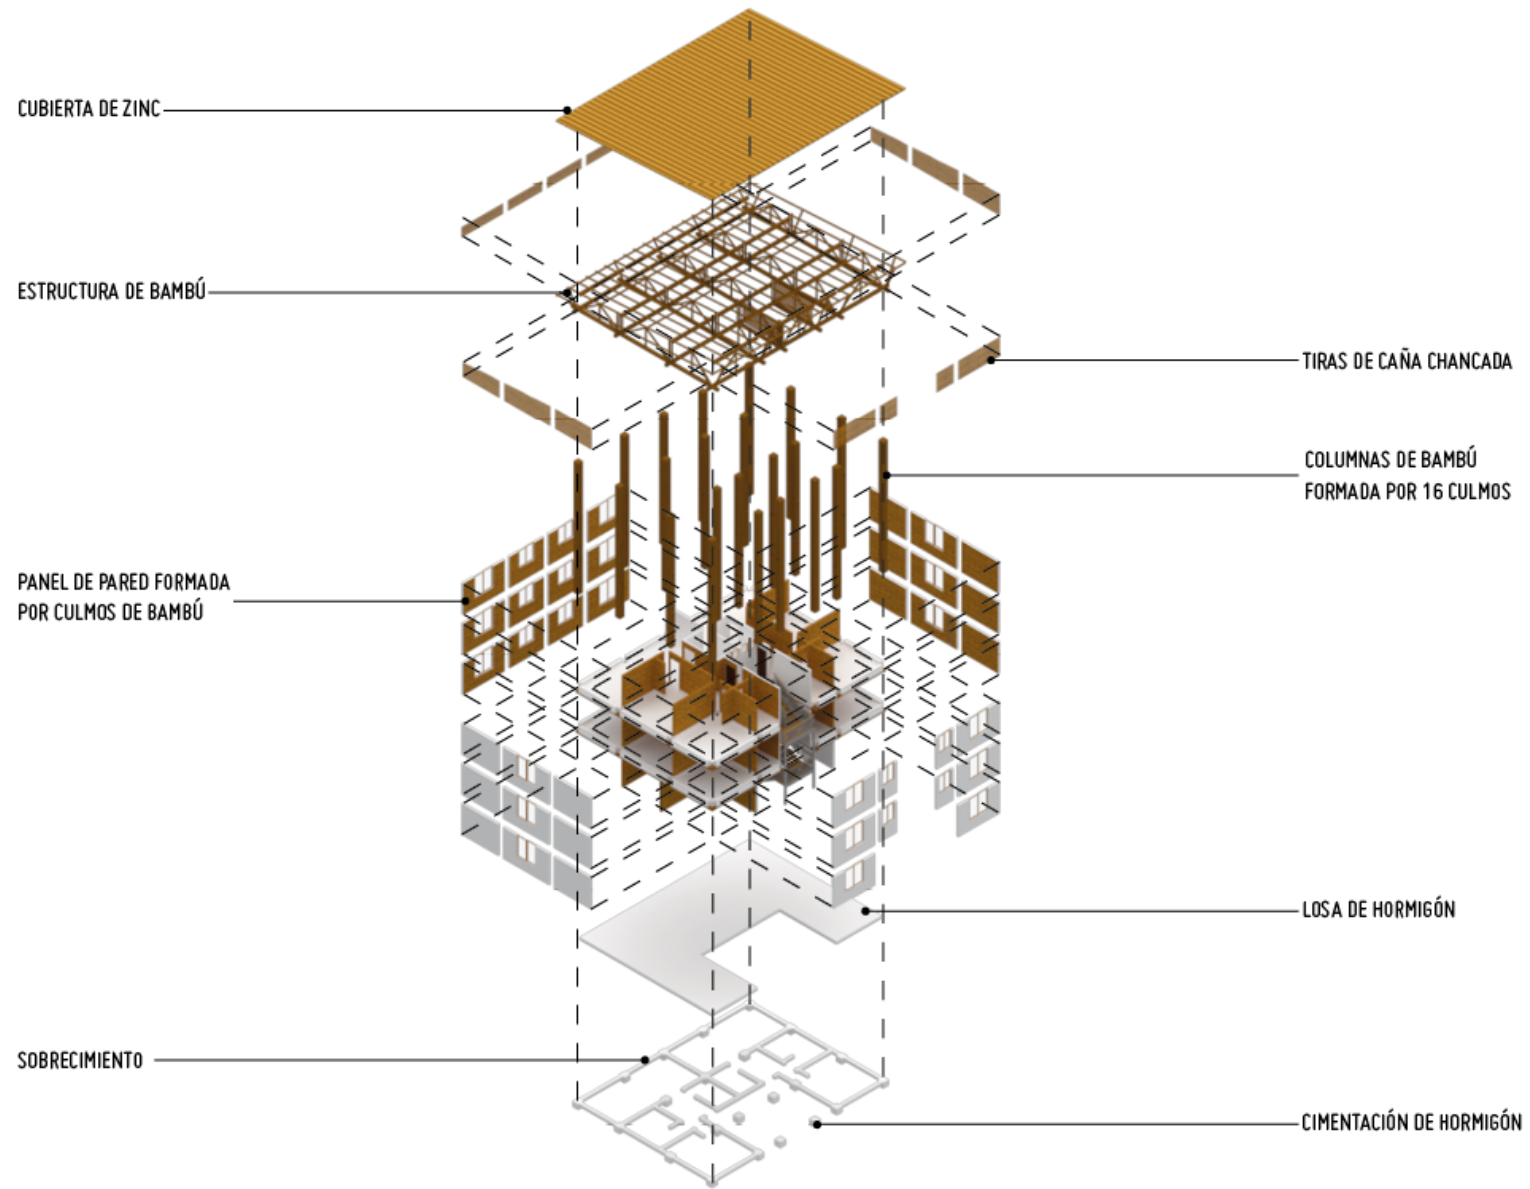 CUBIERTA DE ZINC
ESTRUCTURA DE BAMBÚ
TIRAS DE CAÑA CHANCADA
COLUMNAS DE BAMBÚ
FORMADA POR 16 CULMOS
PANEL DE PARED FORMADA
POR CULMOS DE BAMBÚ
LOSA DE HORMIGÓN
SOBRECIMIENTO
CIMENTACIÓN DE HORMIGÓN